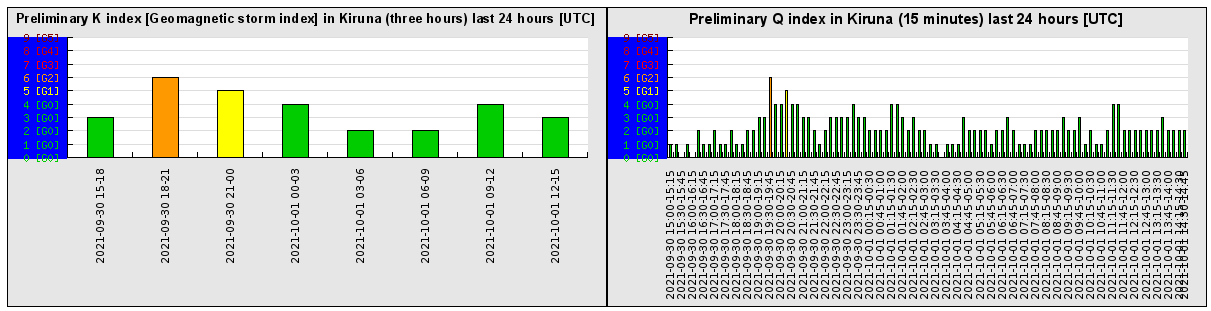 Preliminary K index [Geomagnetic storm index] in Kiruna (three hours) last 24 hours [UTC]
9 [G5]
8 [G4]
7 [G3]
6 [G2]
5 [G1]
4 [G0]
3 [G0]
2 [G0]
1 [G0]
0 [G0]
2021-09-30 15-18
2021-09-30 18-21
2021-09-30 21-00
2021-10-01 00-03
2021-10-01 03-06
2021-10-01 06-09
2021-10-01 09-12
2021-10-01 12-15
Preliminary Q index in Kiruna (15 minutes) last 24 hours [UTC]
9 [G5]
8 [G4]
7 [G3]
6 [G2]
5 [G1]
4 [G0]
3 [G0]
2 [G0]
1 [G0]
0 [G0]
2021-09-30 15:00-15:15
2021-09-30 15:30-15:45
2021-09-30 16:00-16:15
2021-09-30 16:30-16:45
2021-09-30 17:00-17:15
2021-09-30 17:30-17:45
2021-09-30 18:00-18:15
2021-09-30 18:30-18:45
2021-09-30 19:00-19:15
2021-09-30 19:30-19:45
2021-09-30 20:00-20:15
2021-09-30 20:30-20:45
2021-09-30 21:00-21:15
2021-09-30 21:30-21:45
2021-09-30 22:00-22:15
2021-09-30 22:30-22:45
2021-09-30 23:00-23:15
2021-09-30 23:30-23:45
2021-10-01 00:15-00:30
2021-10-01 00:45-01:00
2021-10-01 01:15-01:30
2021-10-01 01:45-02:00
2021-10-01 02:15-02:30
2021-10-01 02:45-03:00
2021-10-01 03:15-03:30
2021-10-01 03:45-04:00
2021-10-01 04:15-04:30
2021-10-01 04:45-05:00
2021-10-01 05:15-05:30
2021-10-01 05:45-06:00
2021-10-01 06:15-06:30
2021-10-01 06:45-07:00
2021-10-01 07:15-07:30
2021-10-01 07:45-08:00
2021-10-01 08:15-08:30
2021-10-01 08:45-09:00
2021-10-01 09:15-09:30
2021-10-01 09:45-10:00
2021-10-01 10:15-10:30
2021-10-01 10:45-11:00
2021-10-01 11:15-11:30
2021-10-01 11:45-12:00
2021-10-01 12:15-12:30
2021-10-01 12:45-13:00
2021-10-01 13:15-13:30
2021-10-01 13:45-14:00
2021-10-01 14:30-14:45